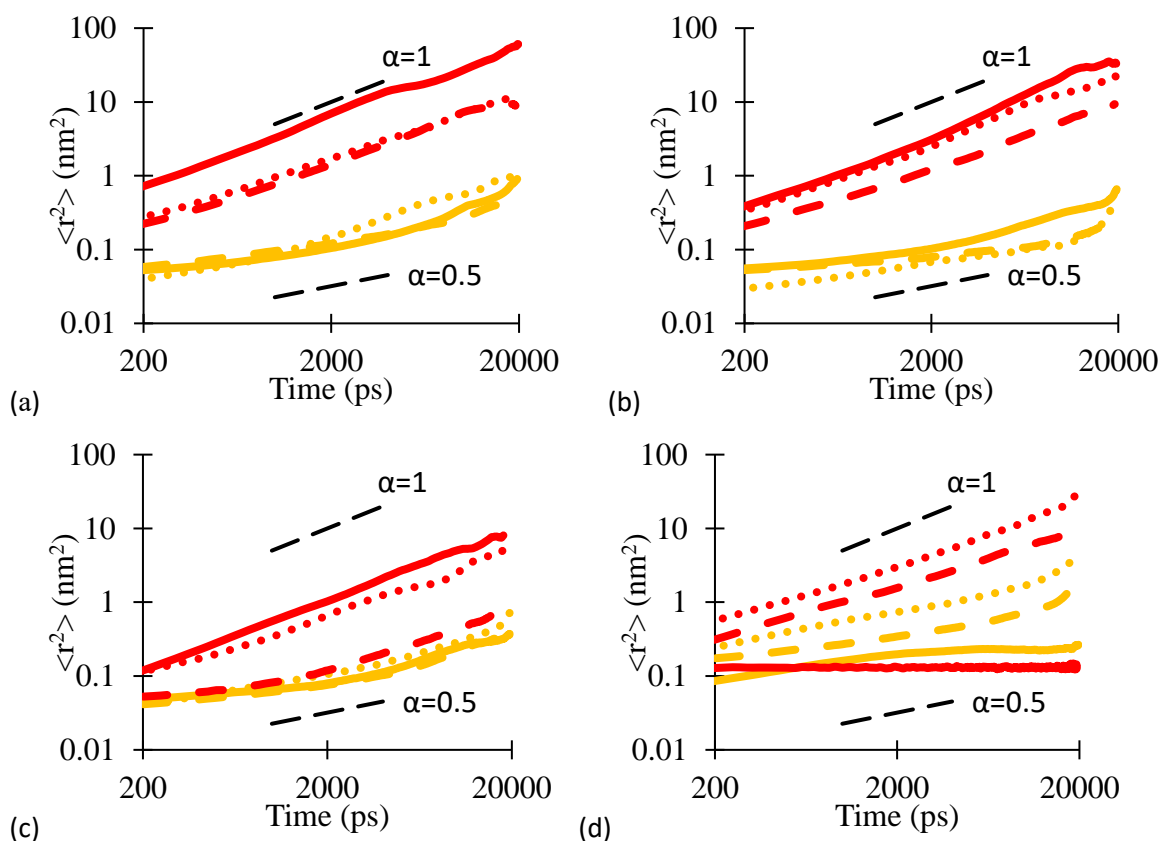 100
10
1
0.1
0.01
<r²> (nm²)
α=1
α=0.5
200
2000
20000
Time (ps)
(a)
100
10
1
0.1
0.01
<r²> (nm²)
α=1
α=0.5
200
2000
20000
Time (ps)
(b)
100
10
1
0.1
0.01
<r²> (nm²)
α=1
α=0.5
200
2000
20000
Time (ps)
(c)
100
10
1
0.1
0.01
<r²> (nm²)
α=1
α=0.5
200
2000
20000
Time (ps)
(d)